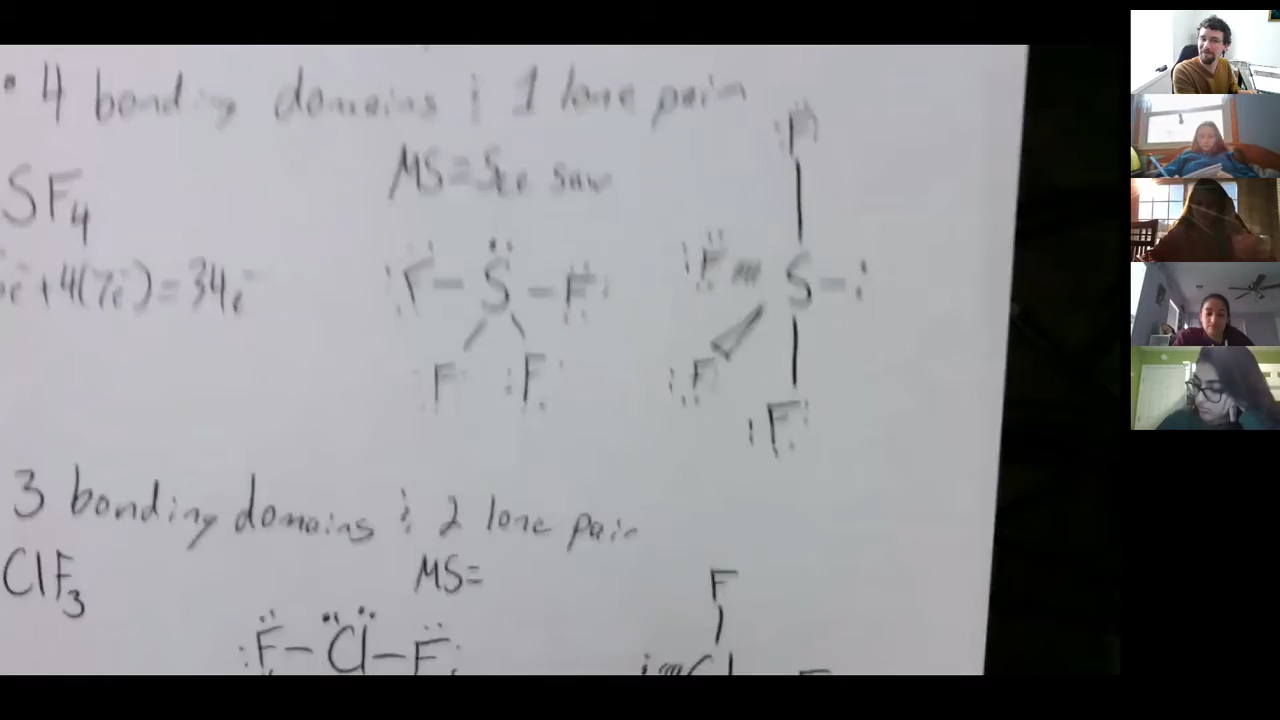 • 4 bonding domains & 1 lone pair
MS = See saw
SF4
+4(7e-) = 34e-
F - S - F
F F
F
F S
F
F
3 bonding domains & 2 lone pair
ClF3
MS =
F - Cl - F
F
Cl